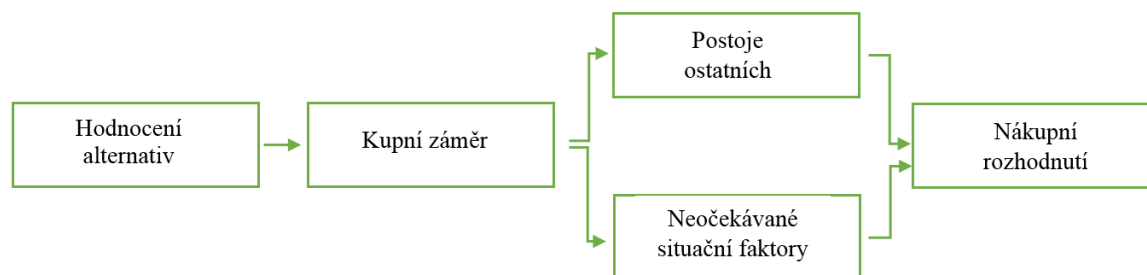 Hodnocení
alternativ
Kupní záměr
Postoje
ostatních
Neočekávané
situační faktory
Nákupní
rozhodnutí